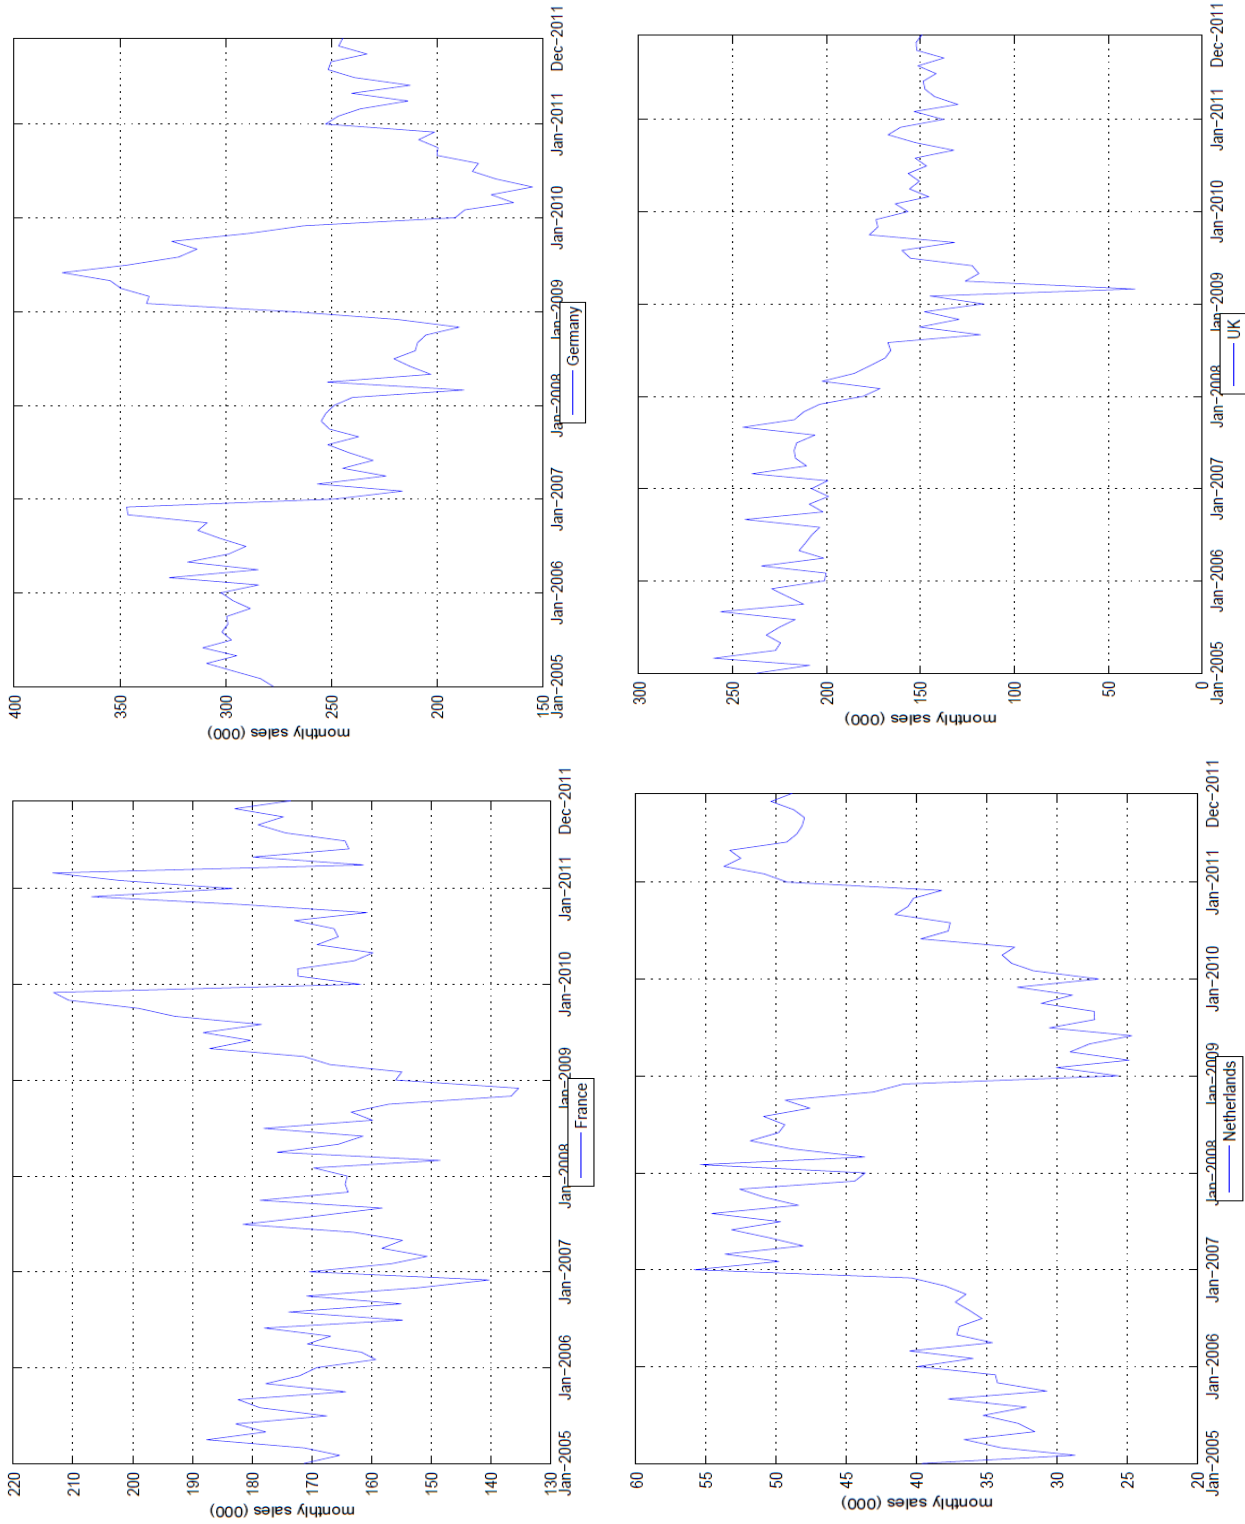 220
210
200
190
180
170
160
150
140
130
monthly sales (000)
Jan-2005
Jan-2006
Jan-2007
Jan-2008
Jan-2009
Jan-2010
Jan-2011
Dec-2011
France
400
350
300
250
200
150
monthly sales (000)
Jan-2005
Jan-2006
Jan-2007
Jan-2008
Jan-2009
Jan-2010
Jan-2011
Dec-2011
Germany
60
55
50
45
40
35
30
25
20
monthly sales (000)
Jan-2005
Jan-2006
Jan-2007
Jan-2008
Jan-2009
Jan-2010
Jan-2011
Dec-2011
Netherlands
300
250
200
150
100
50
0
monthly sales (000)
Jan-2005
Jan-2006
Jan-2007
Jan-2008
Jan-2009
Jan-2010
Jan-2011
Dec-2011
UK